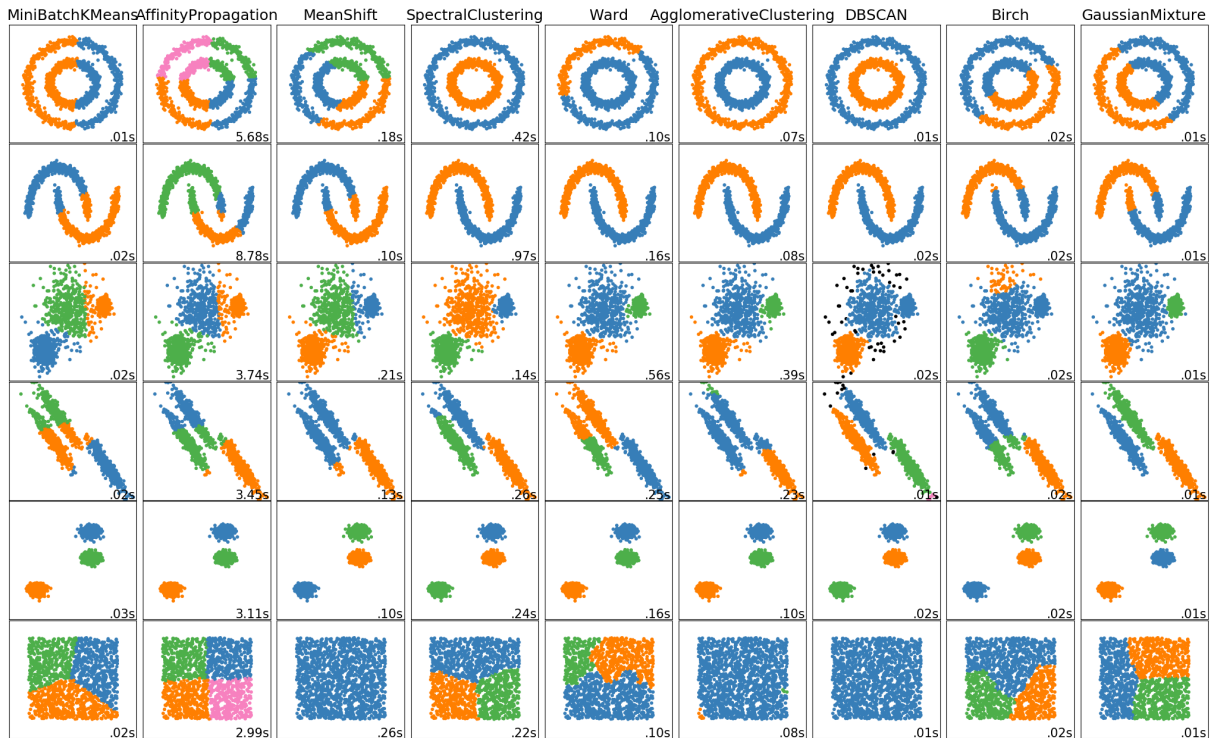 MiniBatchKMeans AffinityPropagation MeanShift SpectralClustering Ward AgglomerativeClustering DBSCAN Birch GaussianMixture
.01s 5.68s .18s .42s .10s .07s .01s .02s .01s
.02s 8.78s .10s .97s .16s .08s .02s .02s .02s
.02s 3.74s .21s .14s .56s .39s .02s .02s .01s
.02s 3.45s .13s .26s .25s .23s .01s .02s .01s
.03s 3.11s .10s .24s .16s .10s .02s .02s .01s
.02s 2.99s .26s .22s .10s .08s .01s .02s .01s